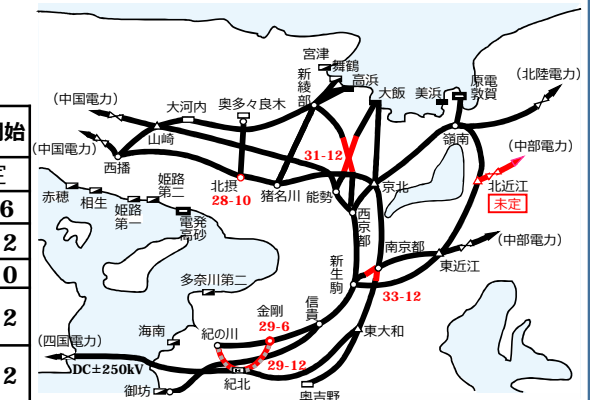 宮津
舞鶴
高浜
新綾部
大飯
美浜
原電敦賀
(北陸電力)
(中国電力)
大河内
奥多々良木
山崎
(中国電力)
西播
31-12
嶺南
(中部電力)
北近江
未定
北摂
28-10
猪名川
能勢
京北
赤穂
相生
姫路第一
姫路第二
電発高砂
西京都
南京都
(中部電力)
東近江
多奈川第二
新生駒
33-12
信貴
金剛
29-6
紀の川
海南
東大和
(四国電力)
DC±250kV
29-12
紀北
御坊
奥吉野
始
定
6
2
0
2
2